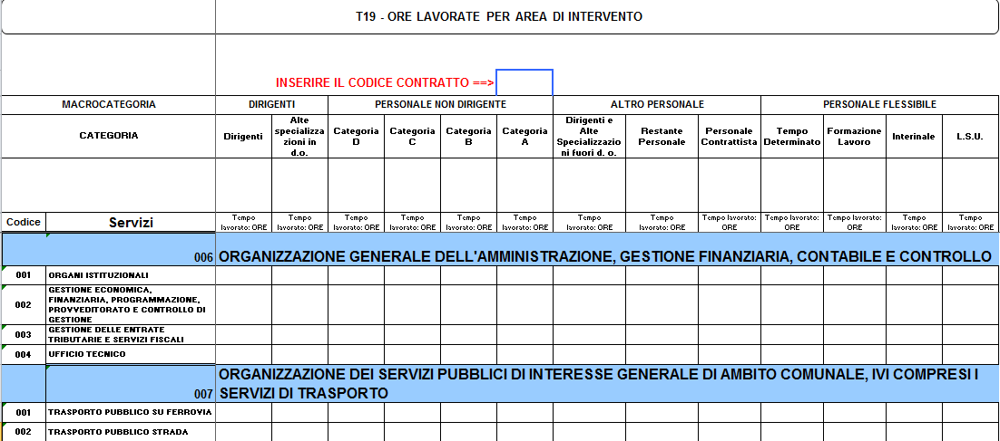 T19 - ORE LAVORATE PER AREA DI INTERVENTO
INSERIRE IL CODICE CONTRATTO ==>
MACROCATEGORIA DIRIGENTI PERSONALE NON DIRIGENTE ALTRO PERSONALE PERSONALE FLESSIBILE
CATEGORIA
Dirigenti
Alte
specializza
zioni in
d.o.
Categoria
D
Categoria
C
Categoria
B
Categoria
A
Dirigenti e
Alte
Specializzazio
ni fuori d. o.
Restante
Personale
Personale
Contrattista
Tempo
Determinato
Formazione
Lavoro
Interinale
L.S.U.
Codice
Servizi
Tempo
lavorato: ORE
Tempo
lavorato: ORE
Tempo
lavorato: ORE
Tempo
lavorato: ORE
Tempo
lavorato: ORE
Tempo
lavorato: ORE
Tempo
lavorato: ORE
Tempo
lavorato: ORE
Tempo lavorato:
ORE
Tempo lavorato:
ORE
Tempo lavorato:
ORE
Tempo
lavorato: ORE
Tempo
lavorato: ORE
006 ORGANIZZAZIONE GENERALE DELL'AMMINISTRAZIONE, GESTIONE FINANZIARIA, CONTABILE E CONTROLLO
001 ORGANI ISTITUZIONALI
002
GESTIONE ECONOMICA,
FINANZIARIA, PROGRAMMAZIONE,
PROVVEDITORATO E CONTROLLO DI
GESTIONE
003
GESTIONE DELLE ENTRATE
TRIBUTARIE E SERVIZI FISCALI
004 UFFICIO TECNICO
007
ORGANIZZAZIONE DEI SERVIZI PUBBLICI DI INTERESSE GENERALE DI AMBITO COMUNALE, IVI COMPRESI I
SERVIZI DI TRASPORTO
001 TRASPORTO PUBBLICO SU FERROVIA
002 TRASPORTO PUBBLICO STRADA